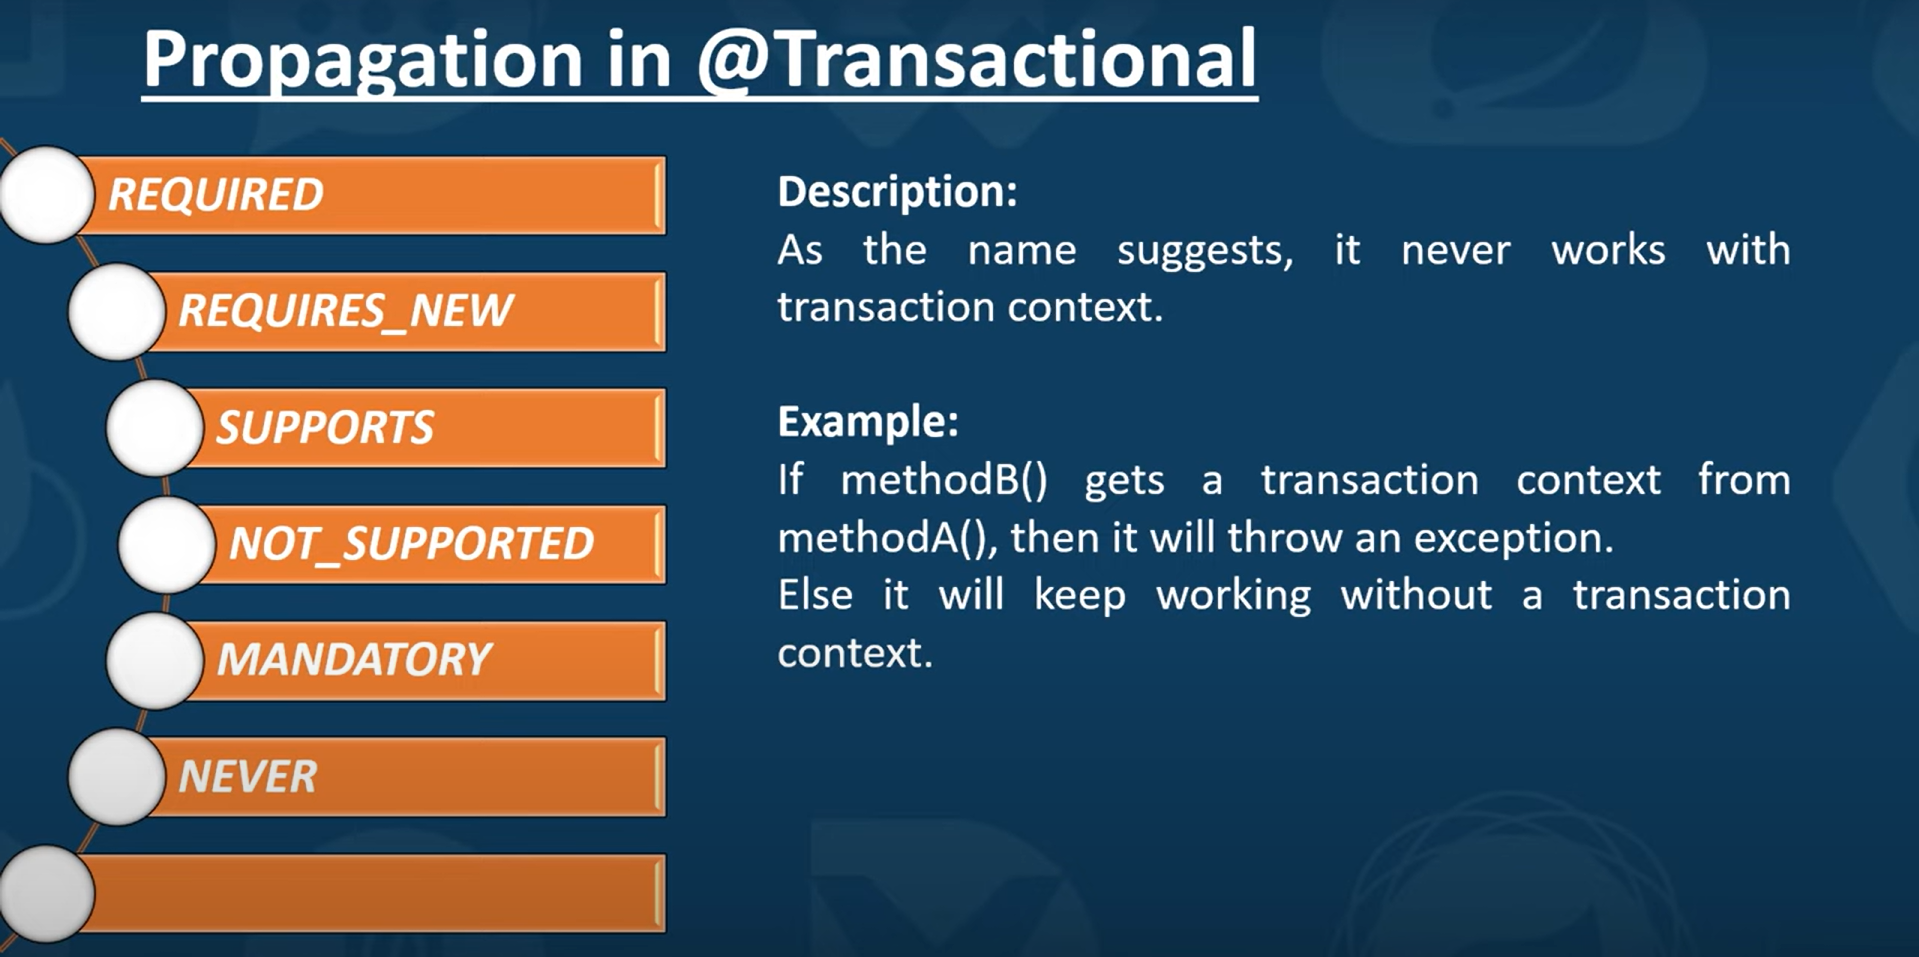 Propagation in @Transactional
REQUIRED
REQUIRES_NEW
SUPPORTS
NOT_SUPPORTED
MANDATORY
NEVER
Description:
As the name suggests, it never works with
transaction context.
Example:
If methodB() gets a transaction context from
methodA(), then it will throw an exception.
Else it will keep working without a transaction
context.